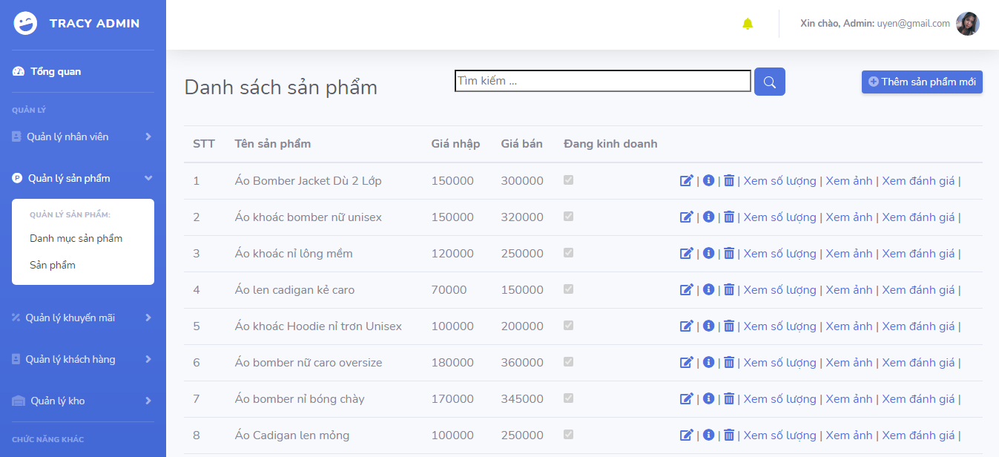 TRACY ADMIN
Xin chào, Admin: uyen@gmail.com
Tổng quan
QUẢN LÝ
Quản lý nhân viên
Quản lý sản phẩm
QUẢN LÝ SẢN PHẨM:
Danh mục sản phẩm
Sản phẩm
Quản lý khuyến mãi
Quản lý khách hàng
Quản lý kho
CHỨC NĂNG KHÁC
Danh sách sản phẩm
Tìm kiếm ...
Thêm sản phẩm mới
STT Tên sản phẩm Giá nhập Giá bán Đang kinh doanh
1 Áo Bomber Jacket Dù 2 Lớp 150000 300000 | | | Xem số lượng | Xem ảnh | Xem đánh giá |
2 Áo khoác bomber nữ unisex 150000 320000 | | | Xem số lượng | Xem ảnh | Xem đánh giá |
3 Áo khoác nỉ lông mềm 120000 250000 | | | Xem số lượng | Xem ảnh | Xem đánh giá |
4 Áo len cadigan kẻ caro 70000 150000 | | | Xem số lượng | Xem ảnh | Xem đánh giá |
5 Áo khoác Hoodie nỉ trơn Unisex 100000 200000 | | | Xem số lượng | Xem ảnh | Xem đánh giá |
6 Áo bomber nữ caro oversize 180000 360000 | | | Xem số lượng | Xem ảnh | Xem đánh giá |
7 Áo bomber nỉ bóng chày 170000 345000 | | | Xem số lượng | Xem ảnh | Xem đánh giá |
8 Áo Cadigan len mỏng 100000 250000 | | | Xem số lượng | Xem ảnh | Xem đánh giá |